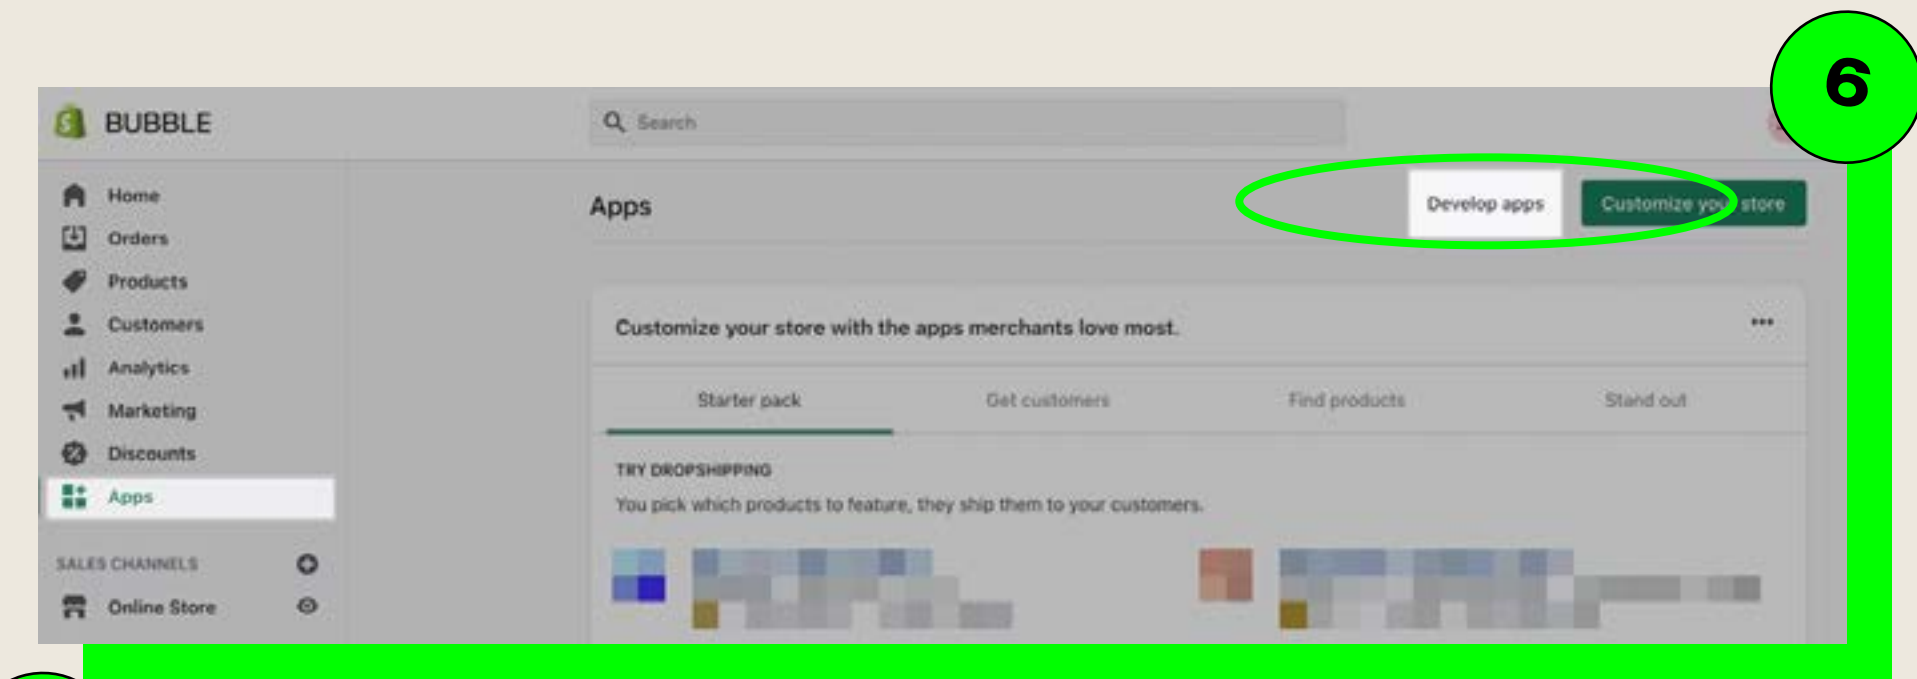 6
BUBBLE
Search
Home
Orders
Products
Customers
Analytics
Marketing
Discounts
Apps
SALES CHANNELS
Online Store
Apps
Develop apps
Customize your store
Customize your store with the apps merchants love most.
Starter pack
Get customers
Find products
Stand out
TRY DROPSHIPPING
You pick which products to feature, they ship them to your customers.